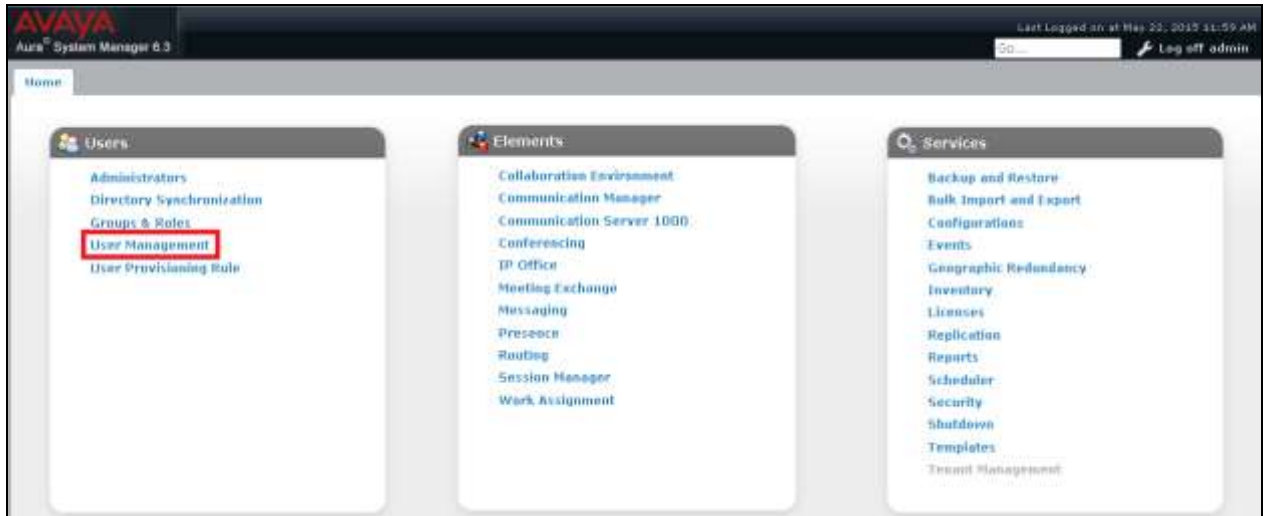 AVAYA
Aura® System Manager 6.3
Last Logged on at May 22, 2015 11:59 AM
Go...
Log off admin
Home
Users
Administrators
Directory Synchronization
Groups & Roles
User Management
User Provisioning Rule
Elements
Collaboration Environment
Communication Manager
Communication Server 1000
Conferencing
IP Office
Meeting Exchange
Messaging
Presence
Routing
Session Manager
Work Assignment
Services
Backup and Restore
Bulk Import and Export
Configurations
Events
Geographic Redundancy
Inventory
Licenses
Replication
Reports
Scheduler
Security
Shutdown
Templates
Tenant Management